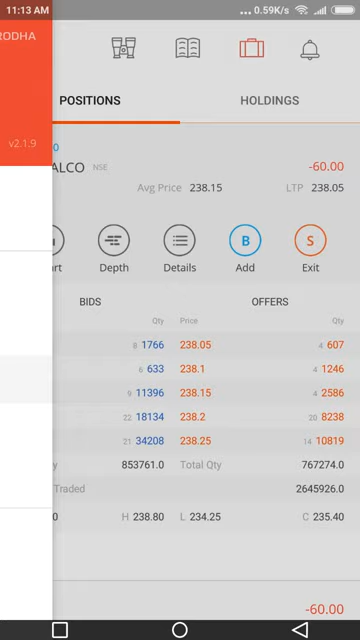 11:13 AM ... 0.59K/s
RODHA
v2.1.9
POSITIONS HOLDINGS
0
ALCO NSE -60.00
Avg Price 238.15 LTP 238.05
B S
rt Depth Details Add Exit
BIDS OFFERS
Qty Price Qty
8 1766 238.05 4 607
6 633 238.1 4 1246
9 11396 238.15 4 2586
22 18134 238.2 20 8238
21 34208 238.25 14 10819
y 853761.0 Total Qty 767274.0
Traded 2645926.0
0 H 238.80 L 234.25 C 235.40
-60.00